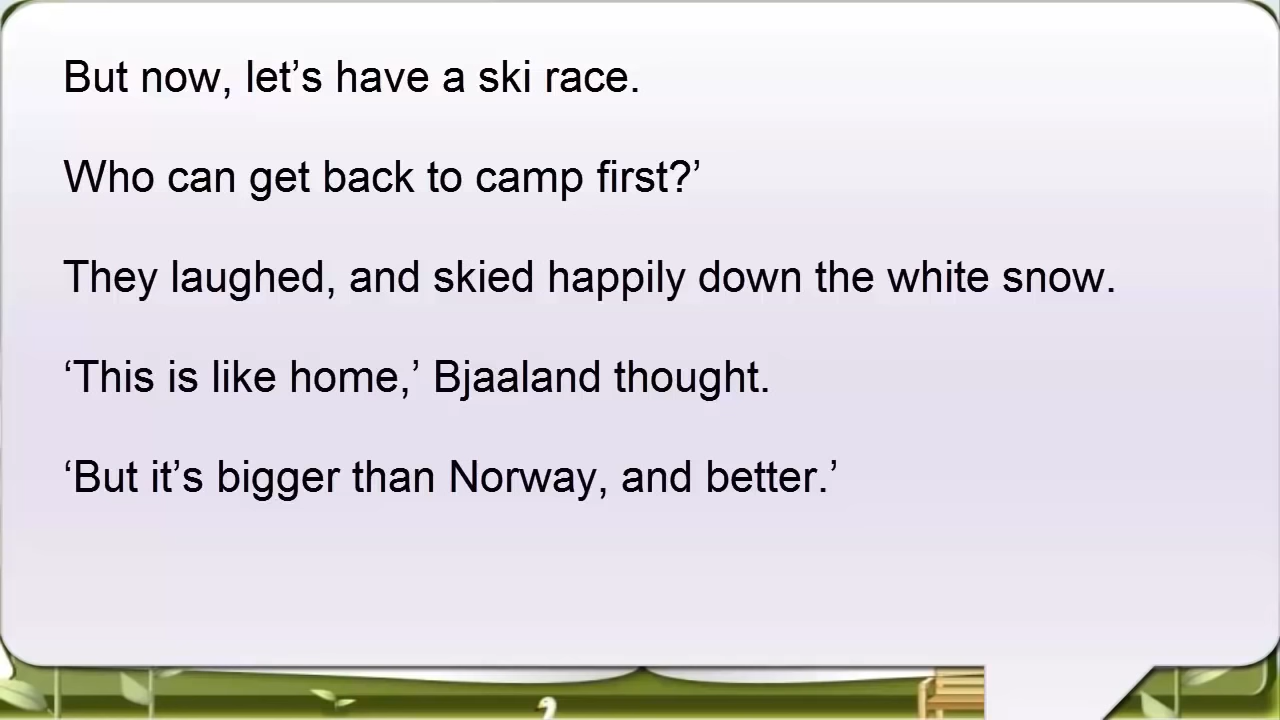 But now, let’s have a ski race.
Who can get back to camp first?’
They laughed, and skied happily down the white snow.
‘This is like home,’ Bjaaland thought.
‘But it’s bigger than Norway, and better.’